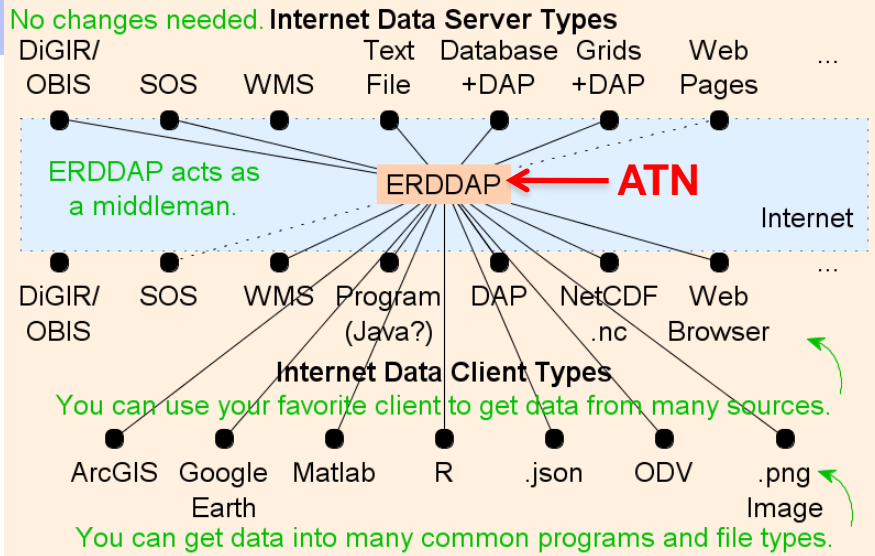 No changes needed. Internet Data Server Types
DiGIR/ OBIS
SOS
WMS
Text File
Database +DAP
Grids +DAP
Web Pages
...
ERDDAP acts as
a middleman.
ERDDAP
ATN
Internet
DiGIR/ OBIS
SOS
WMS
Program (Java?)
DAP
NetCDF .nc
Web Browser
...
Internet Data Client Types
You can use your favorite client to get data from many sources.
ArcGIS
Google Earth
Matlab
R
.json
ODV
.png Image
You can get data into many common programs and file types.